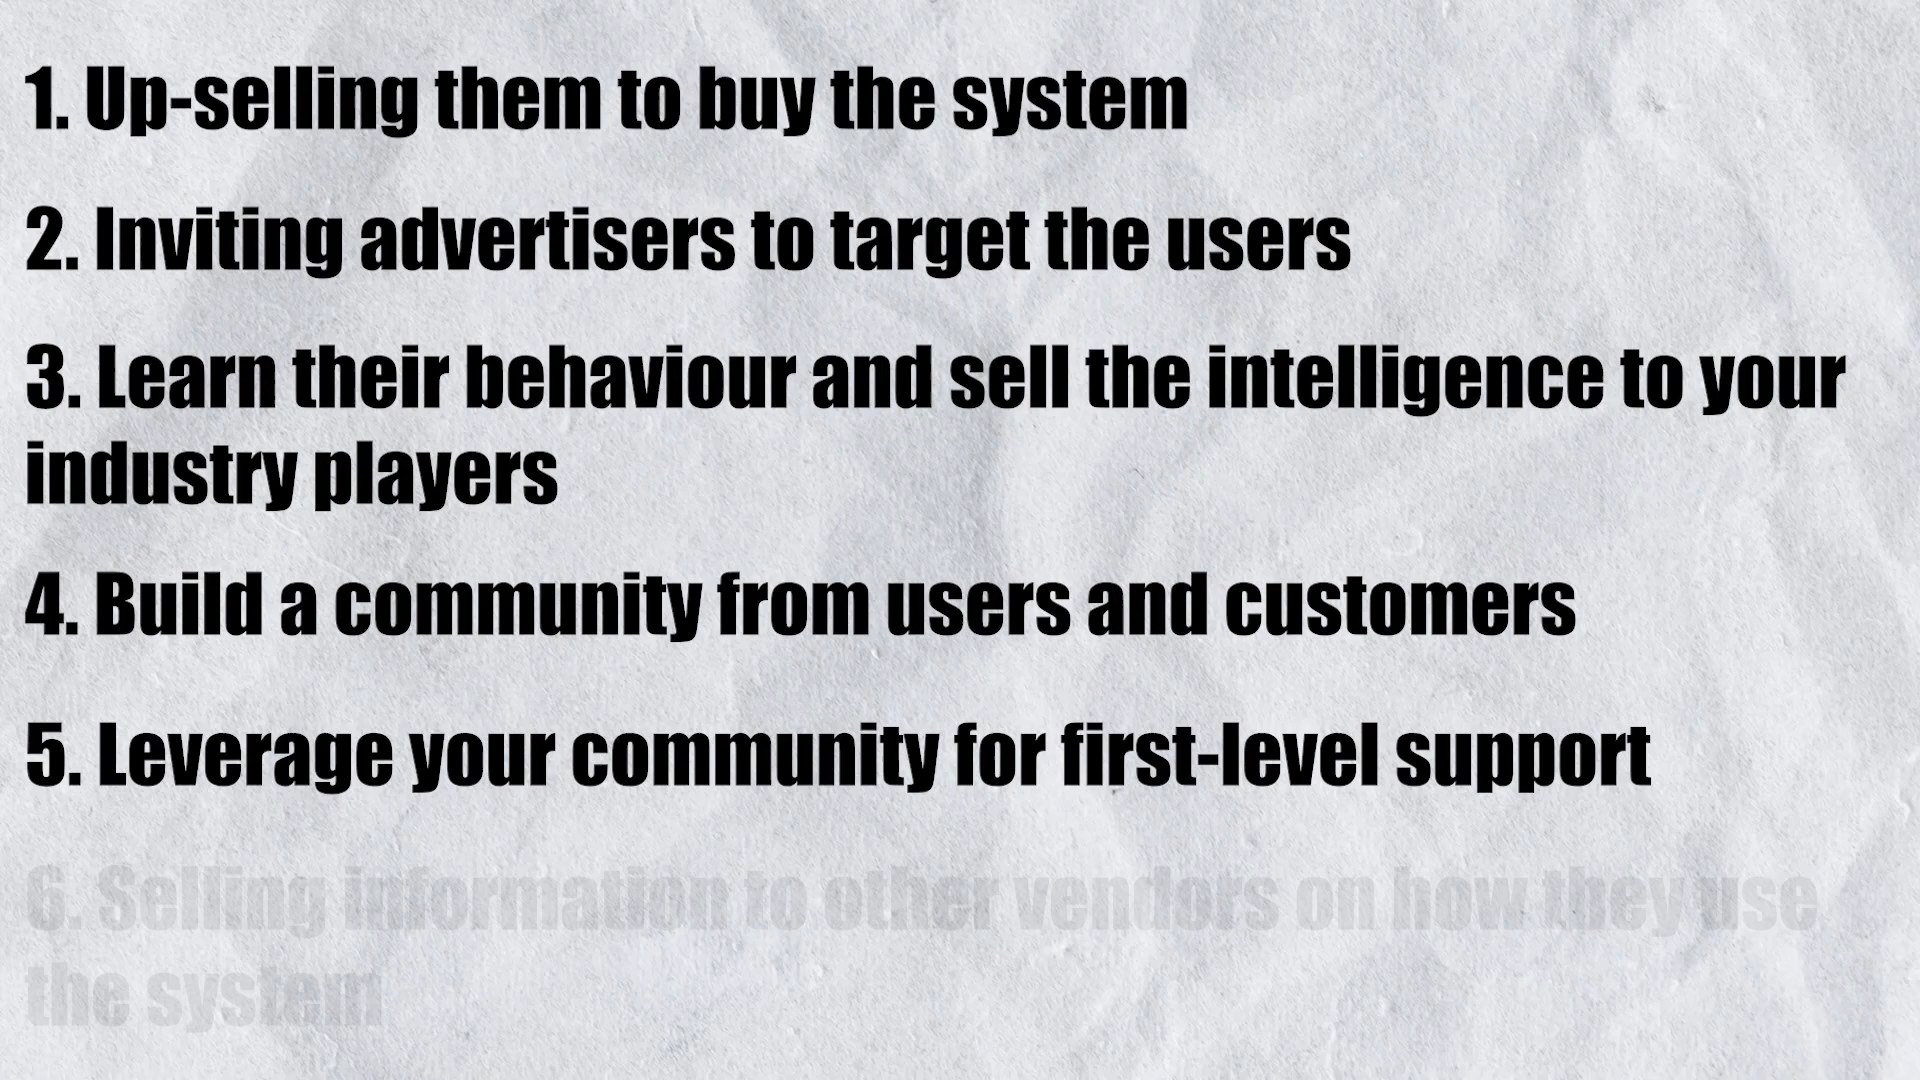 1. Up-selling them to buy the system
2. Inviting advertisers to target the users
3. Learn their behaviour and sell the intelligence to your
industry players
4. Build a community from users and customers
5. Leverage your community for first-level support
6. Selling information to other vendors on how they use
the system